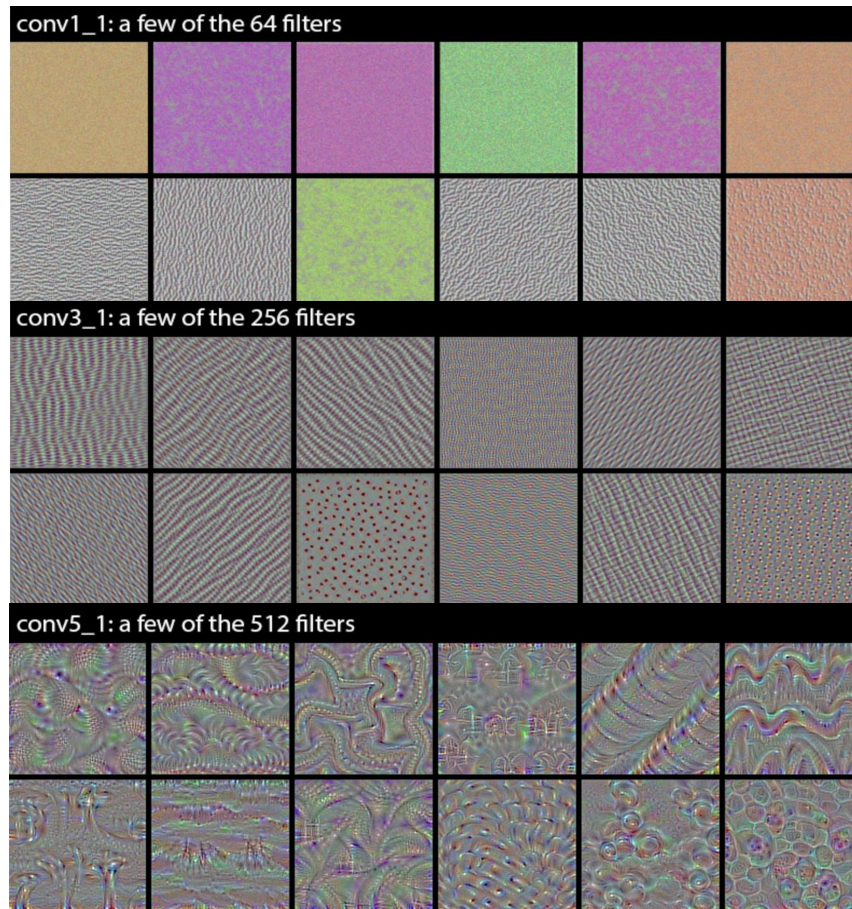 conv1_1: a few of the 64 filters
conv3_1: a few of the 256 filters
conv5_1: a few of the 512 filters